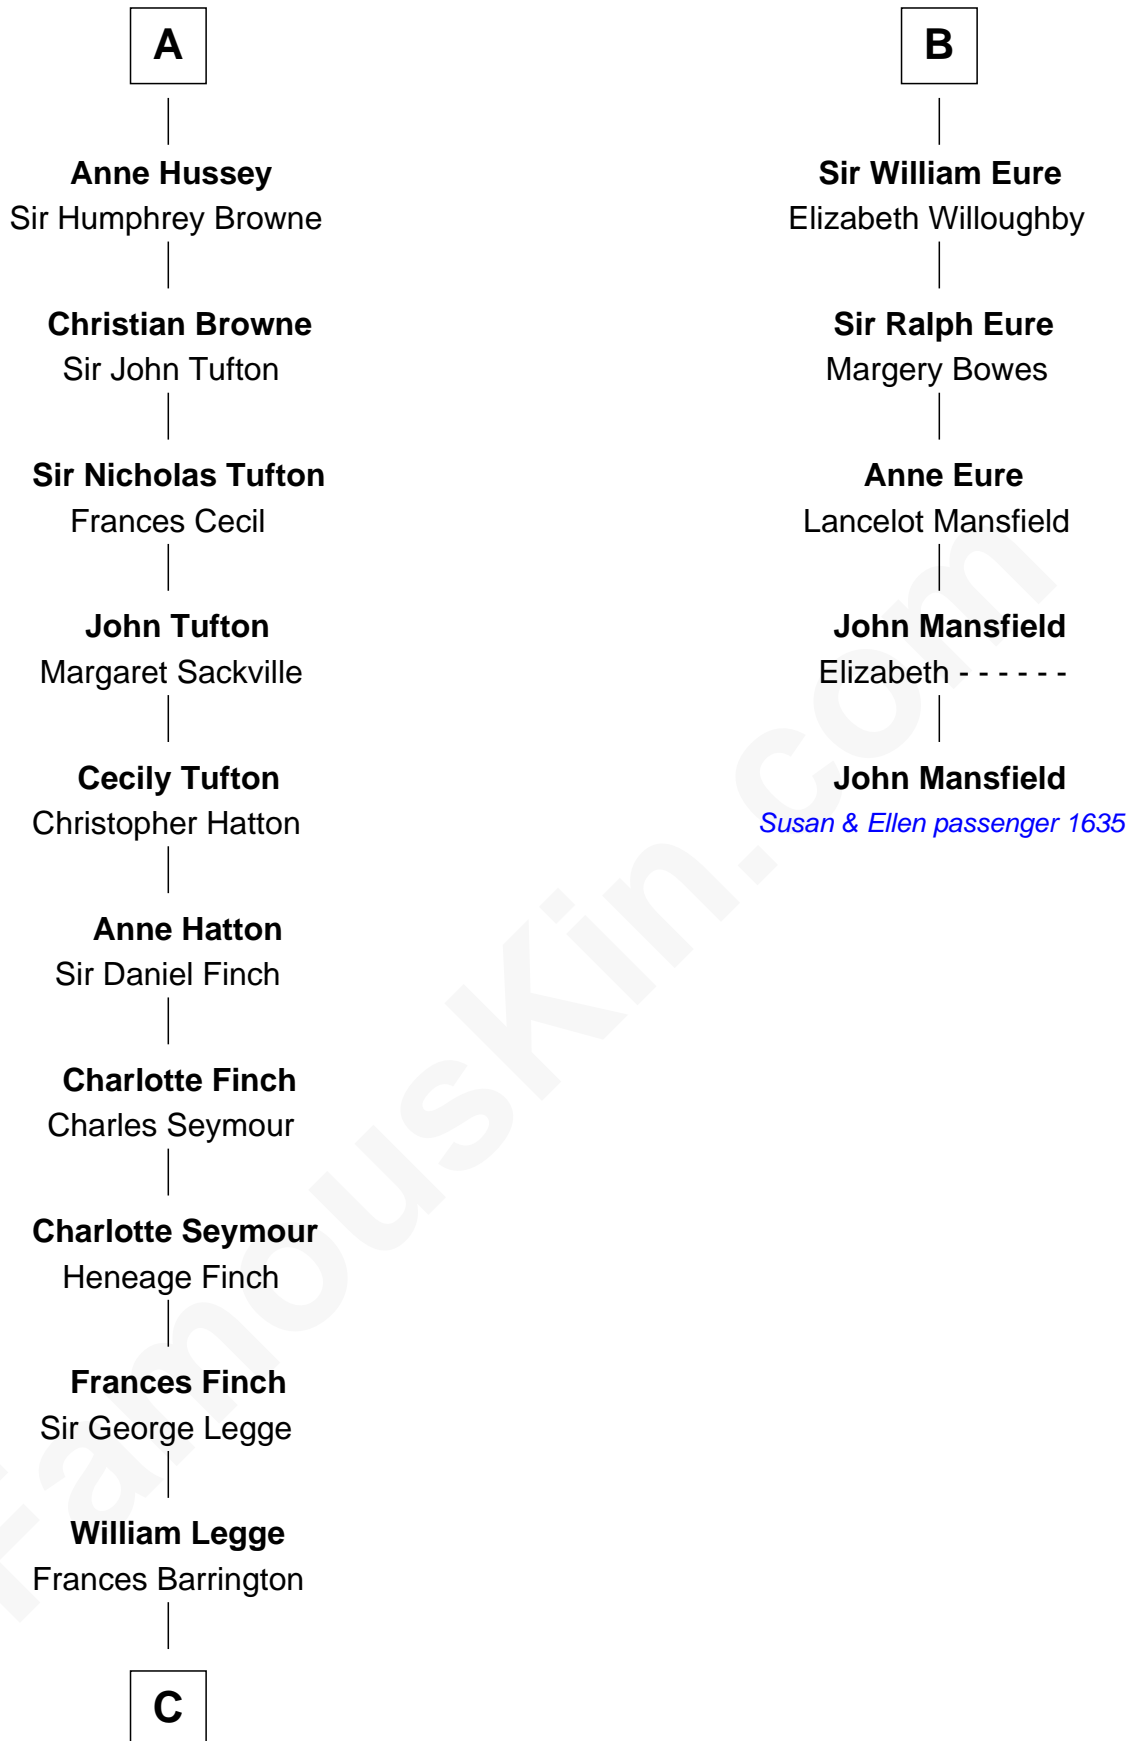 A
Anne Hussey
Sir Humphrey Browne
Christian Browne
Sir John Tufton
Sir Nicholas Tufton
Frances Cecil
John Tufton
Margaret Sackville
Cecily Tufton
Christopher Hatton
Anne Hatton
Sir Daniel Finch
Charlotte Finch
Charles Seymour
Charlotte Seymour
Heneage Finch
Frances Finch
Sir George Legge
William Legge
Frances Barrington
C
B
Sir William Eure
Elizabeth Willoughby
Sir Ralph Eure
Margery Bowes
Anne Eure
Lancelot Mansfield
John Mansfield
Elizabeth - - - - - -
John Mansfield
Susan & Ellen passenger 1635
FamousKin.com